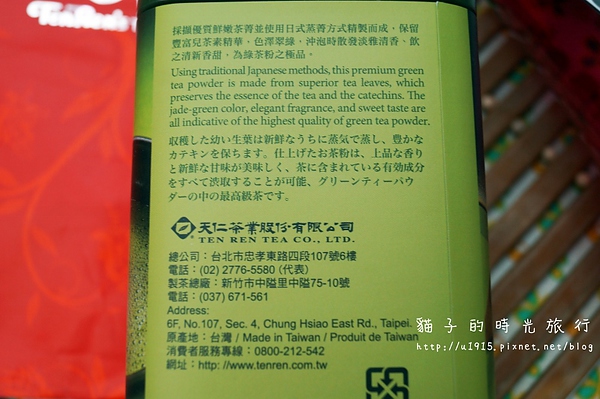 採擷優質鮮嫩茶菁並使用日式蒸菁方式精製而成，保留
豐富兒茶素精華、色澤翠綠，沖泡時散發淡雅清香、飲
之清新香甜，為綠茶粉之極品。
Using traditional Japanese methods, this premium green
tea powder is made from superior tea leaves, which
preserves the essence of the tea and the catechins. The
jade-green color, elegant fragrance, and sweet taste are
all indicative of the highest quality of green tea powder.
収穫した幼い生葉は新鮮なうちに蒸気で蒸し、豊かな
カテキンを保ちます。仕上げたお茶粉は、上品な香り
と新鮮な甘味が美味しく、茶に含まれている有効成分
をすべて渋取することが可能、グリーンティーパウ
ダーの中の最高級茶です。
天仁茶業股份有限公司
TEN REN TEA CO., LTD.
總公司：台北市忠孝東路四段107號6樓
電話：(02) 2776-5580 (代表)
製茶總廠：新竹市中隘里中隘75-10號
電話：(037) 671-561
Address:
6F, No.107, Sec. 4, Chung Hsiao East Rd., Taipei.
原產地：台灣 / Made in Taiwan / Produit de Taiwan
消費者服務專線：0800-212-542
網址：http://www.tenren.com.tw
貓子的時光旅行
http://u1915.pixnet.net/blog